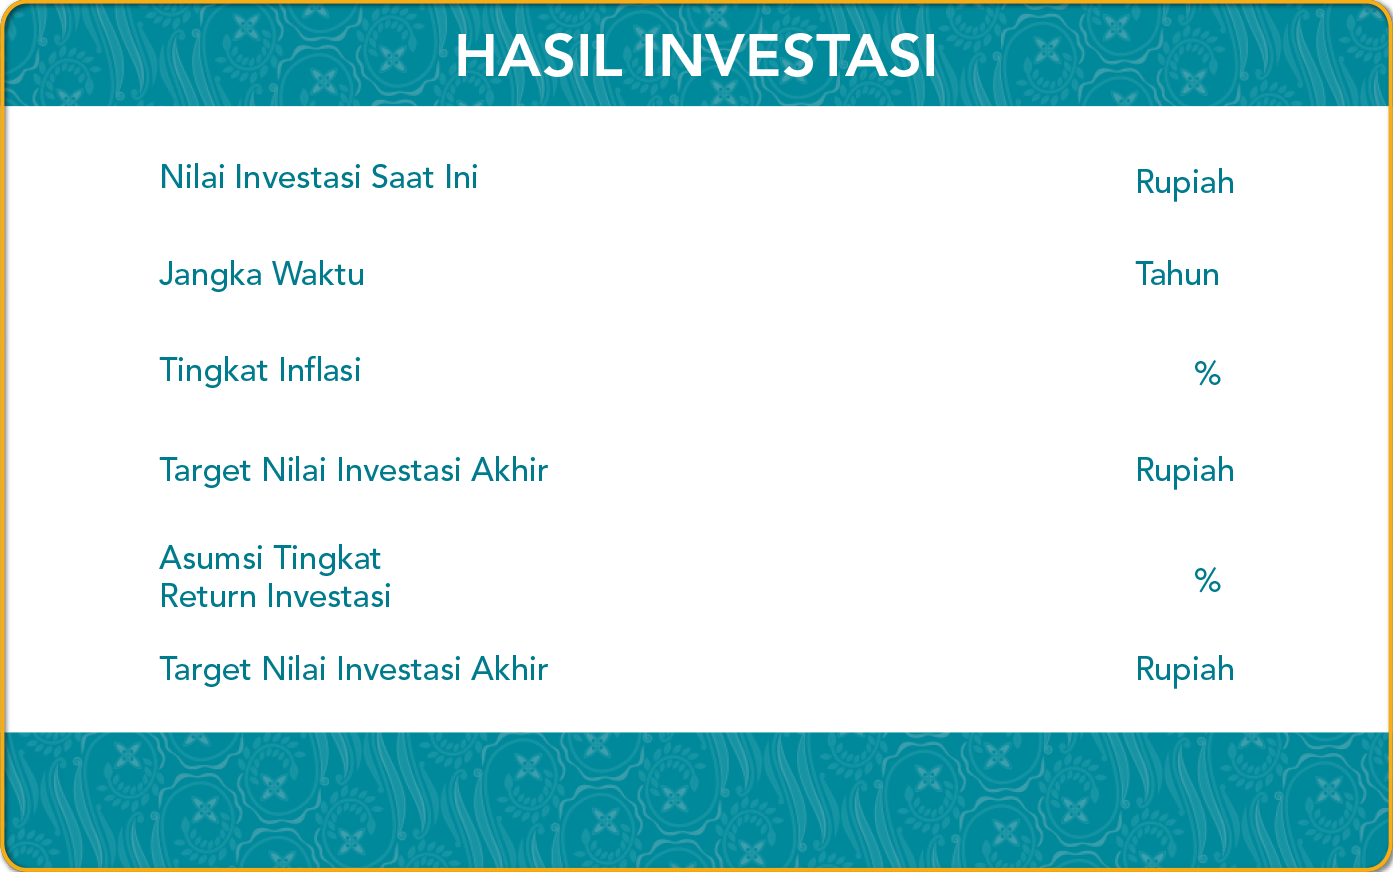 HASIL INVESTASI
Nilai Investasi Saat Ini Rupiah
Jangka Waktu Tahun
Tingkat Inflasi %
Target Nilai Investasi Akhir Rupiah
Asumsi Tingkat
Return Investasi %
Target Nilai Investasi Akhir Rupiah